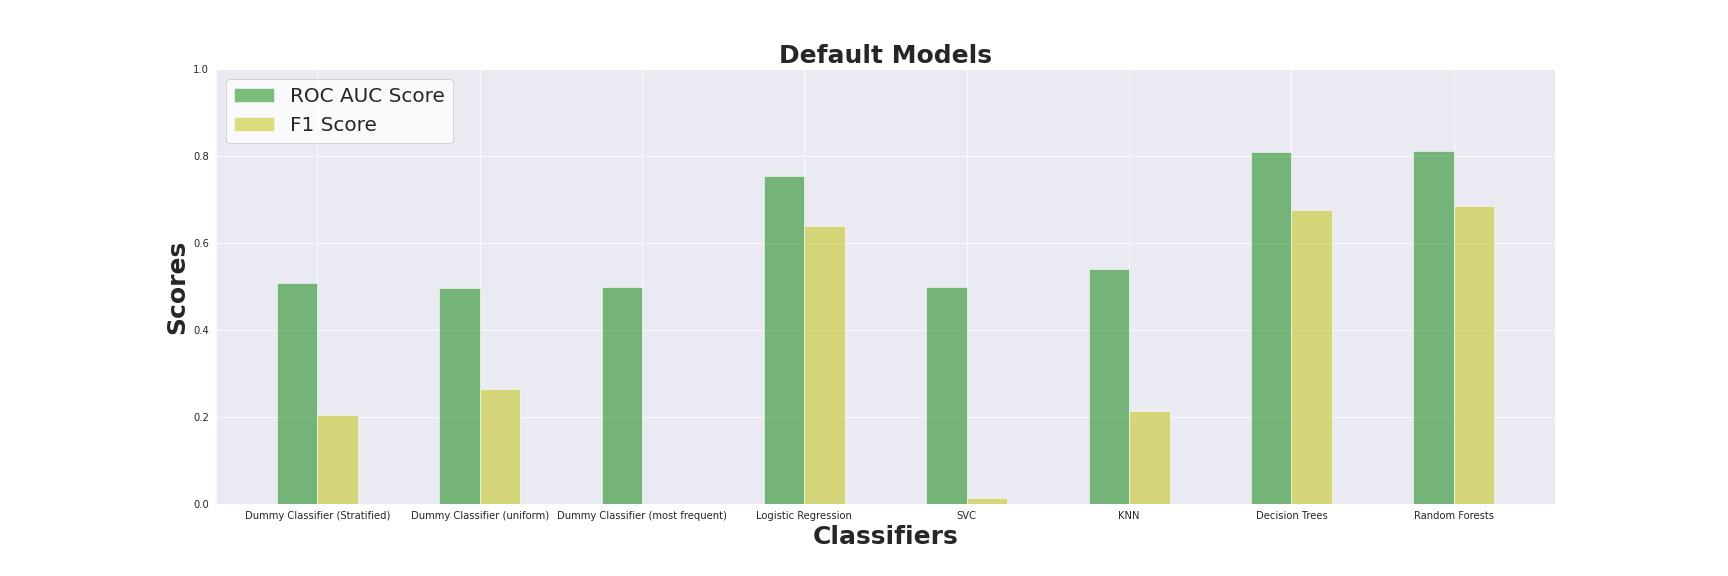 Default Models
ROC AUC Score
F1 Score
Scores
1.0
0.8
0.6
0.4
0.2
0.0
Dummy Classifier (Stratified) Dummy Classifier (uniform) Dummy Classifier (most frequent) Logistic Regression SVC KNN Decision Trees Random Forests
Classifiers